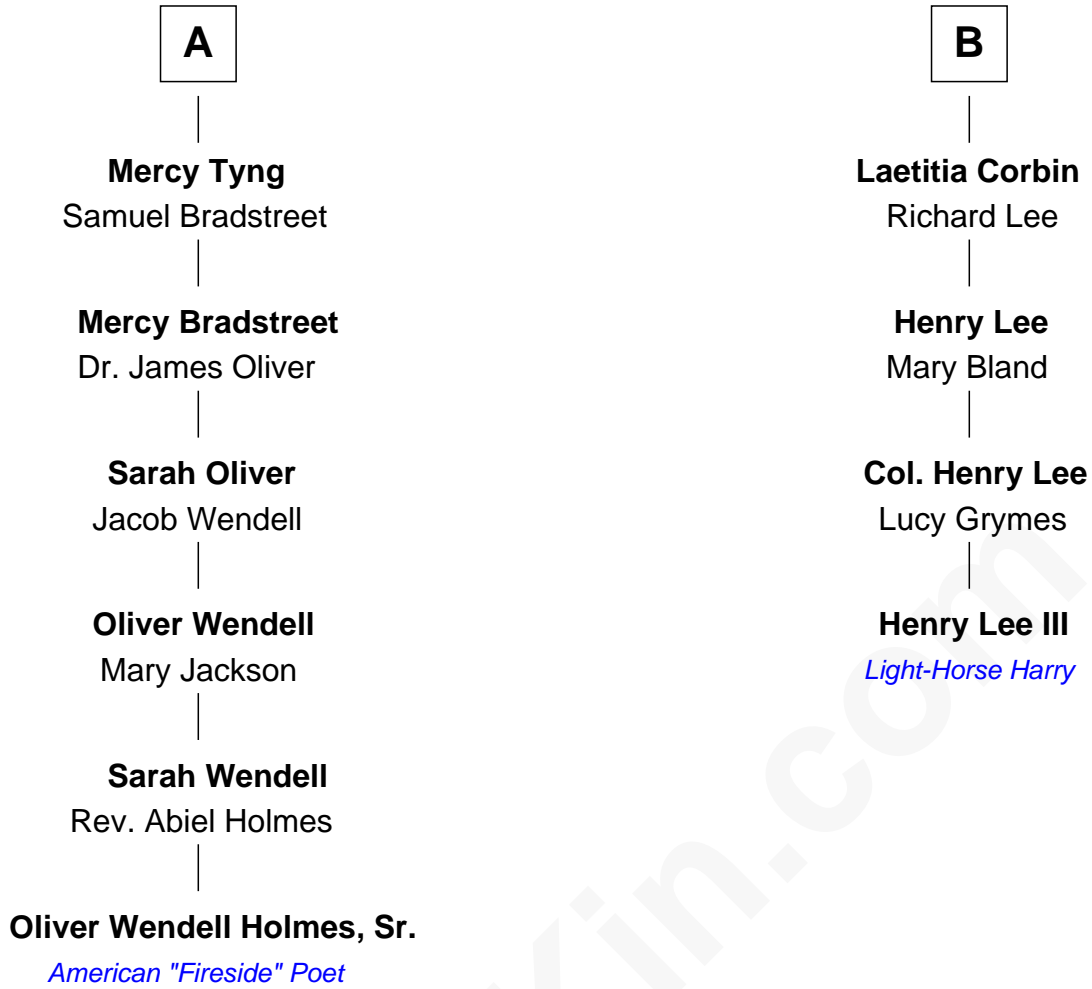 A
Mercy Tyng
Samuel Bradstreet
Mercy Bradstreet
Dr. James Oliver
Sarah Oliver
Jacob Wendell
Oliver Wendell
Mary Jackson
Sarah Wendell
Rev. Abiel Holmes
Oliver Wendell Holmes, Sr.
American "Fireside" Poet
B
Laetitia Corbin
Richard Lee
Henry Lee
Mary Bland
Col. Henry Lee
Lucy Grymes
Henry Lee III
Light-Horse Harry
Kin.com